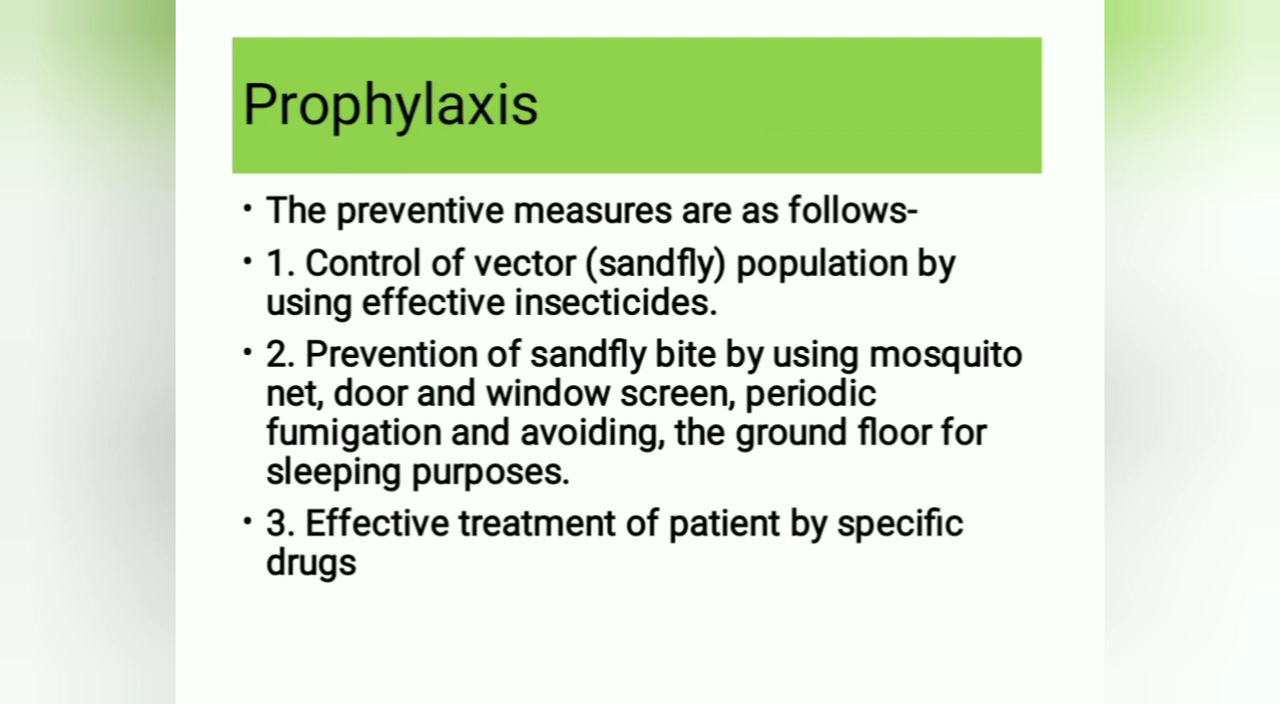 Prophylaxis
• The preventive measures are as follows-
• 1. Control of vector (sandfly) population by
using effective insecticides.
• 2. Prevention of sandfly bite by using mosquito
net, door and window screen, periodic
fumigation and avoiding, the ground floor for
sleeping purposes.
• 3. Effective treatment of patient by specific
drugs